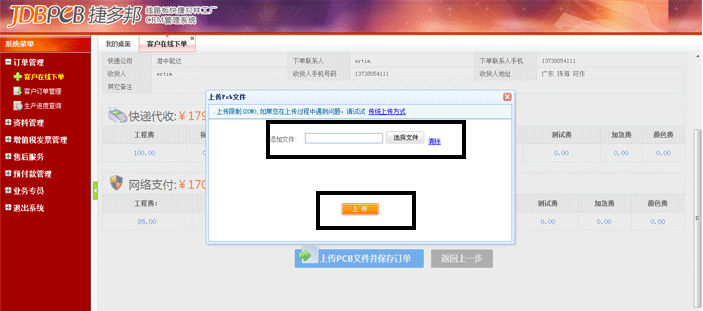 JDBPCB 捷多邦 线路板快捷打样工厂
CRM管理系统
系统菜单
我的桌面 客户在线下单
订单管理
客户在线下单
客户订单管理
生产进度查询
资料管理
增值税发票管理
售后服务
预付款管理
业务专员
退出系统
快递公司 港中能达 下单联系人 wrtim 下单联系人手机 13738054111
收货人 wrtim 收货人手机号码 13738054111 收货人地址 广东 珠海 河作
其它备注
上传Pcb文件
上传限制(20M),如果您在上传过程中遇到问题, 请试试 传统上传方式
添加文件: 选择文件 清除
上 传
快递代收: ¥179
工程费 测试费 加急费 颜色费
100.00 0.00 0.00 0.00
网络支付: ¥170
工程费: 测试费 加急费 颜色费
95.00 0.00 0.00 0.00
上传PCB文件并保存订单 返回上一步